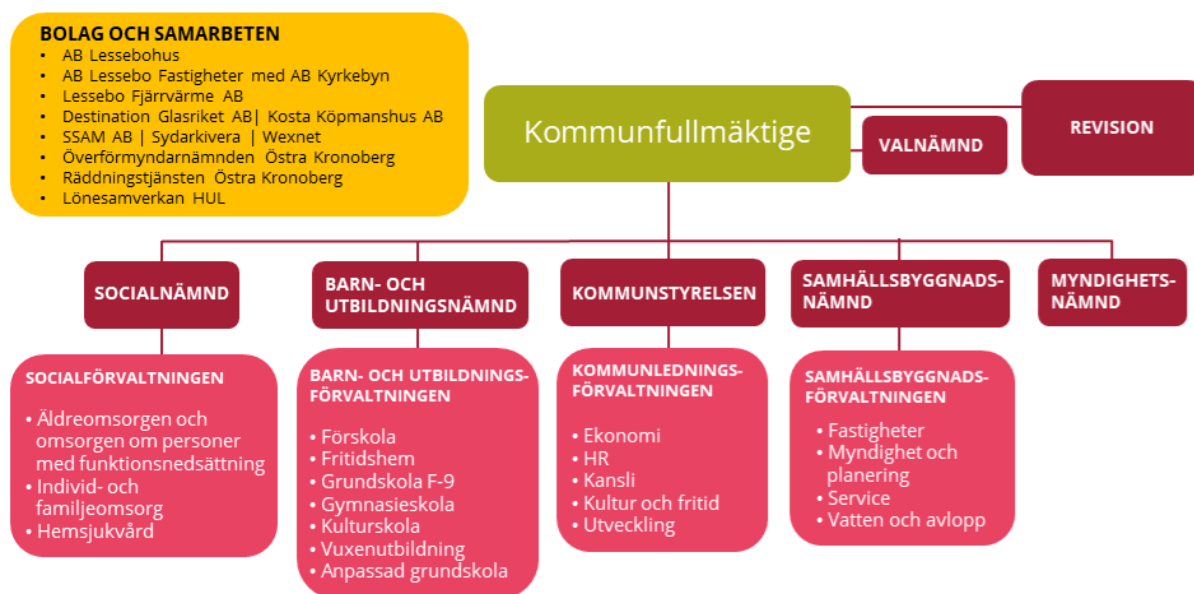 BOLAG OCH SAMARBETEN
• AB Lessebohus
• AB Lessebo Fastigheter med AB Kyrkebyn
• Lessebo Fjärrvärme AB
• Destination Glasriket AB| Kosta Köpmanshus AB
• SSAM AB | Sydarkivera | Wexnet
• Överförmyndarnämnden Östra Kronoberg
• Räddningstjänsten Östra Kronoberg
• Lönesamverkan HUL
Kommunfullmäktige
VALNÄMND
REVISION
SOCIALNÄMND
BARN- OCH
UTBILDNINGSNÄMND
KOMMUNSTYRELSEN
SAMHÄLLSBYGGNADS-
NÄMND
MYNDIGHETS-
NÄMND
SOCIALFÖRVALTNINGEN
• Äldreomsorgen och
omsorgen om personer
med funktionsnedsättning
• Individ- och
familjeomsorg
• Hemsjukvård
BARN- OCH UTBILDNINGS-
FÖRVALTNINGEN
• Förskola
• Fritidshem
• Grundskola F-9
• Gymnasieskola
• Kulturskola
• Vuxenutbildning
• Anpassad grundskola
KOMMUNLEDNINGS-
FÖRVALTNINGEN
• Ekonomi
• HR
• Kansli
• Kultur och fritid
• Utveckling
SAMHÄLLSBYGGNADS-
FÖRVALTNINGEN
• Fastigheter
• Myndighet och
planering
• Service
• Vatten och avlopp